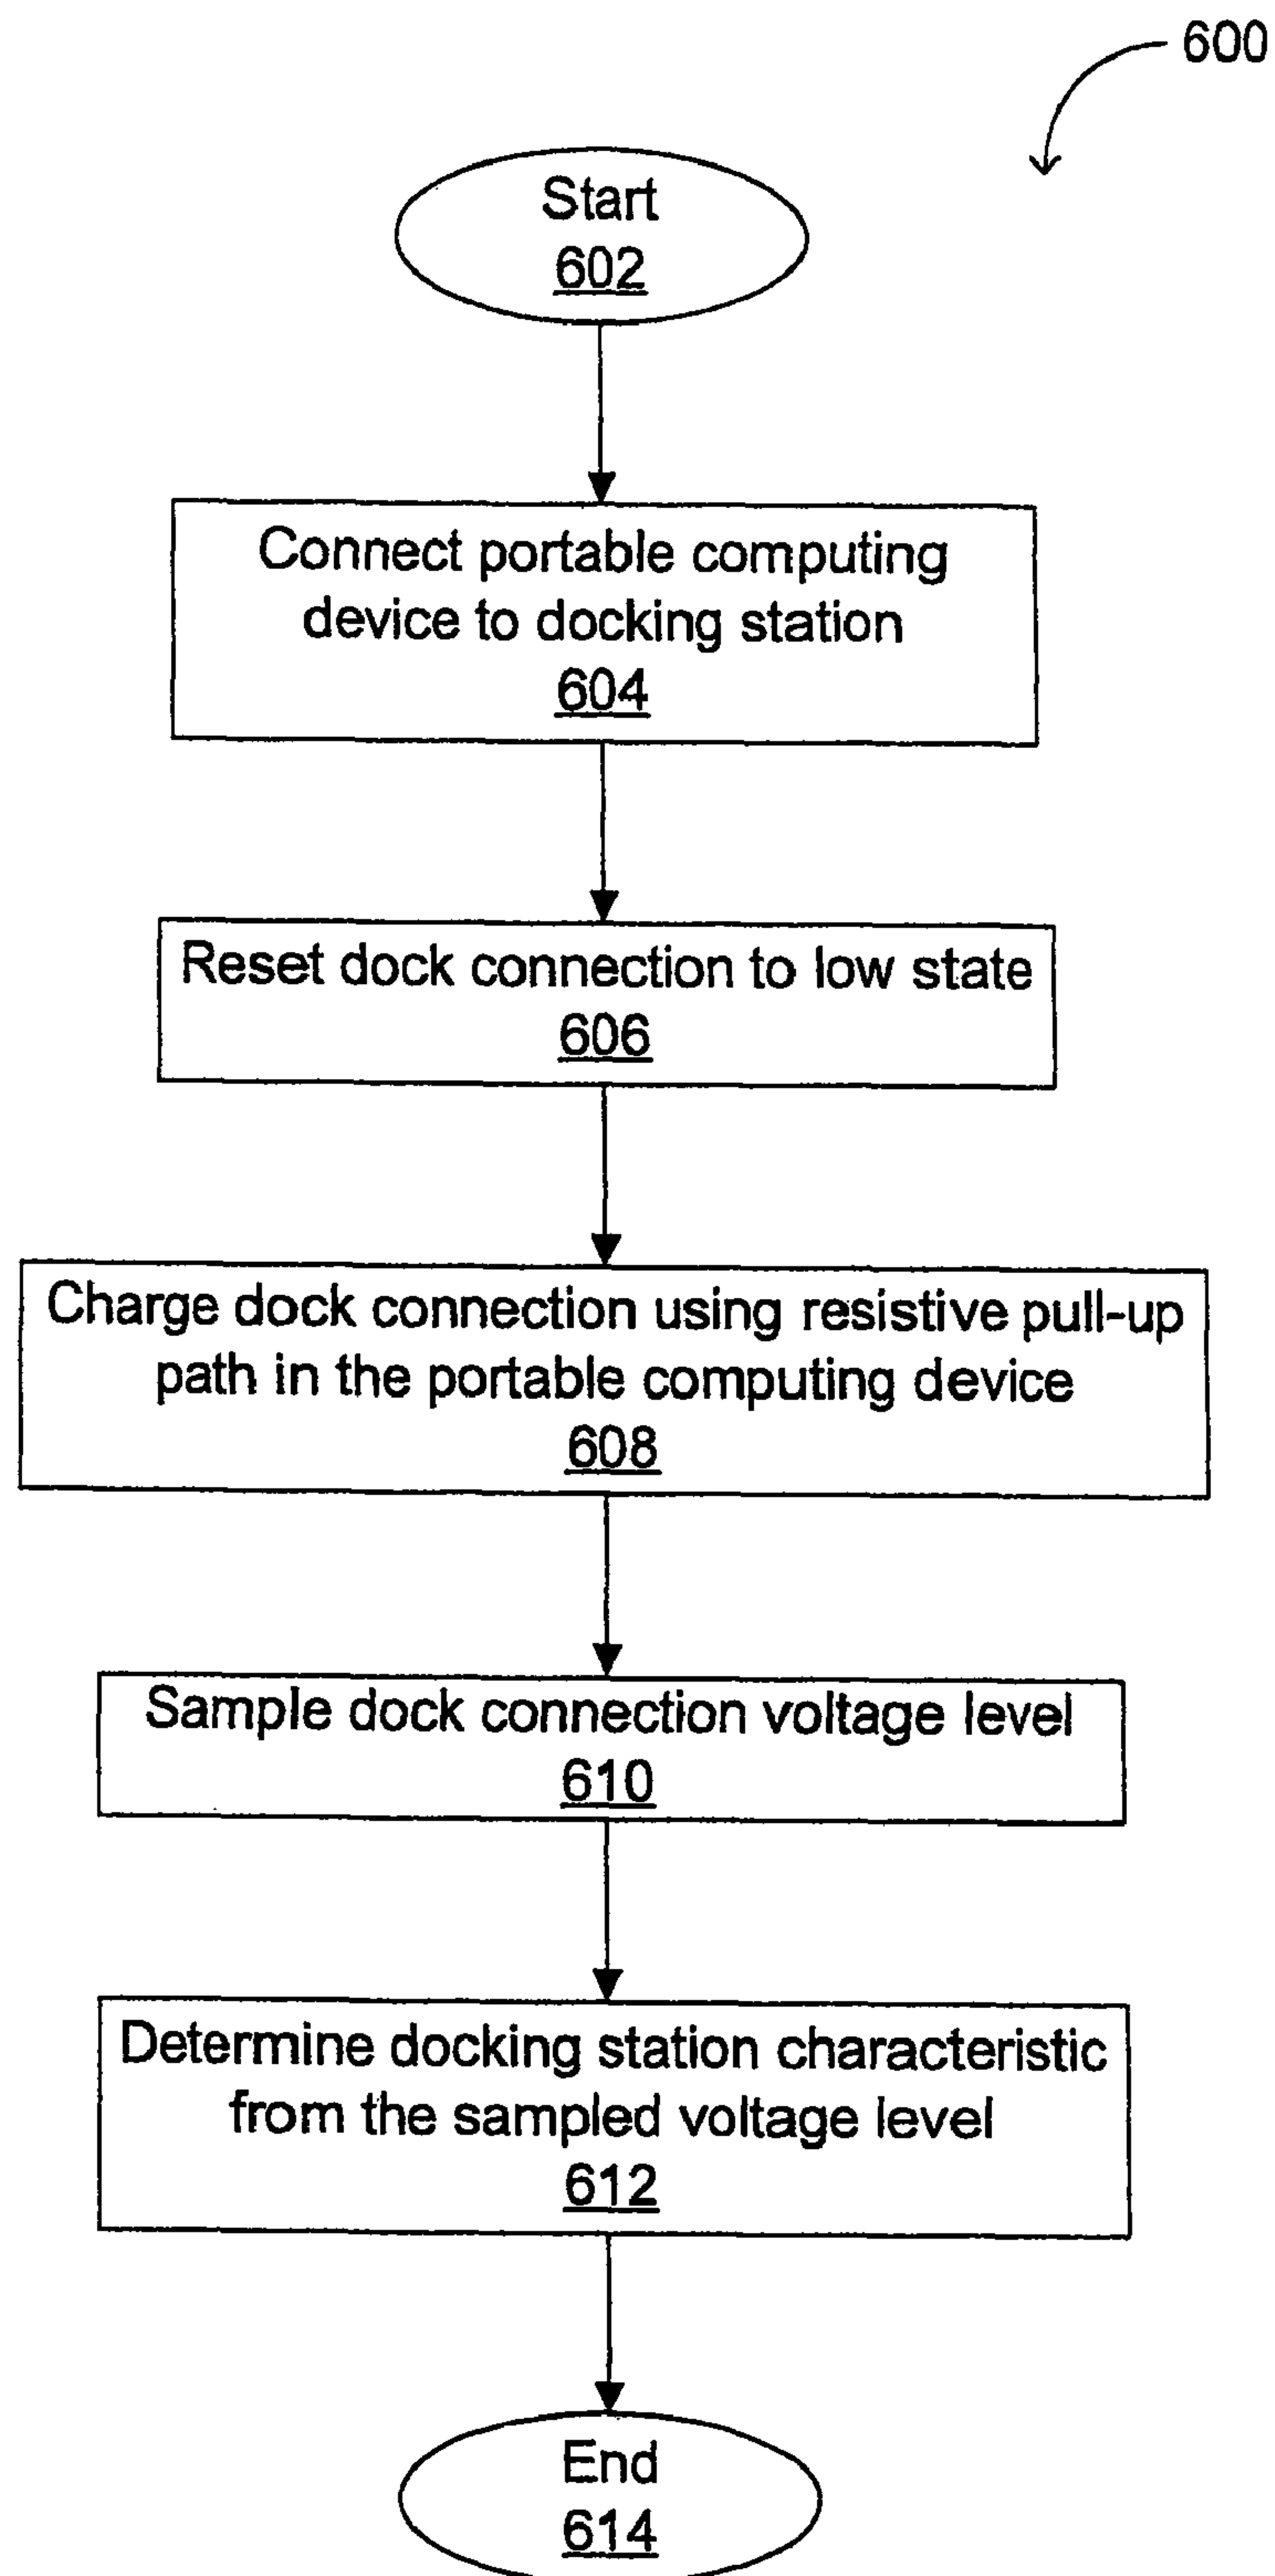 600
Start
602
Connect portable computing
device to docking station
604
Reset dock connection to low state
606
Charge dock connection using resistive pull-up
path in the portable computing device
608
Sample dock connection voltage level
610
Determine docking station characteristic
from the sampled voltage level
612
End
614